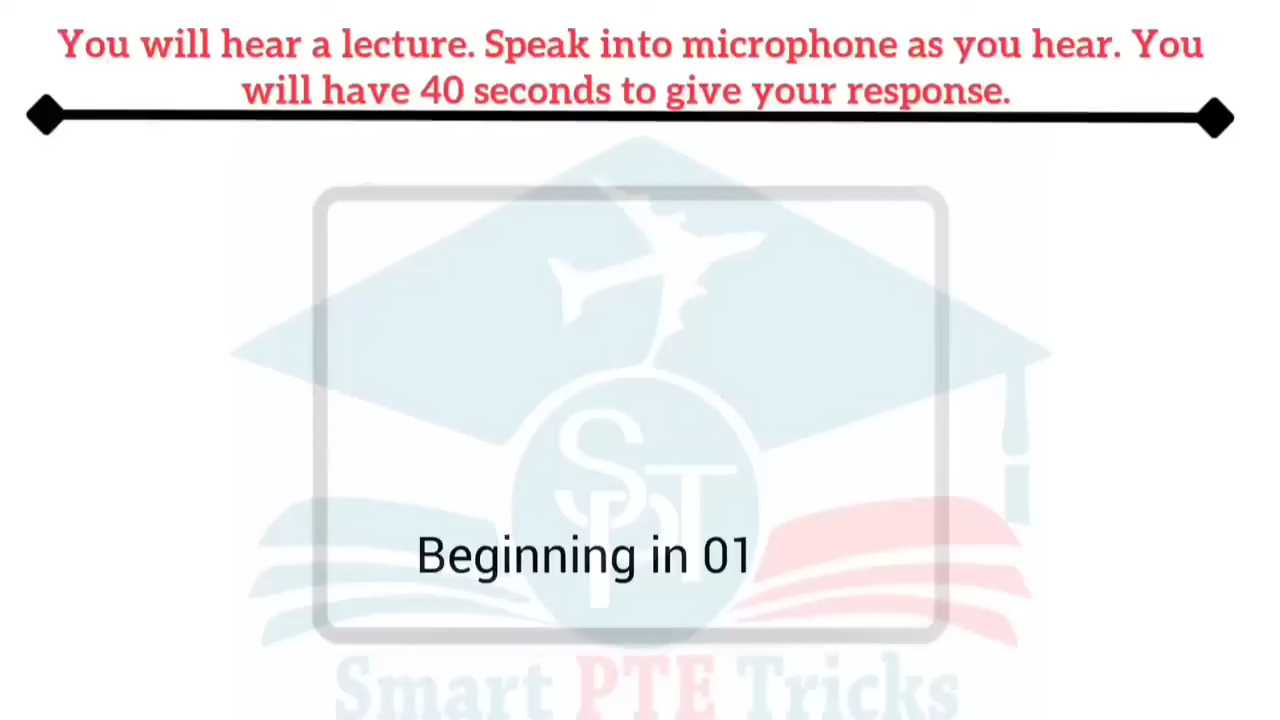 You will hear a lecture. Speak into microphone as you hear. You
will have 40 seconds to give your response.
SPT
Beginning in 01
Smart PTE Tricks